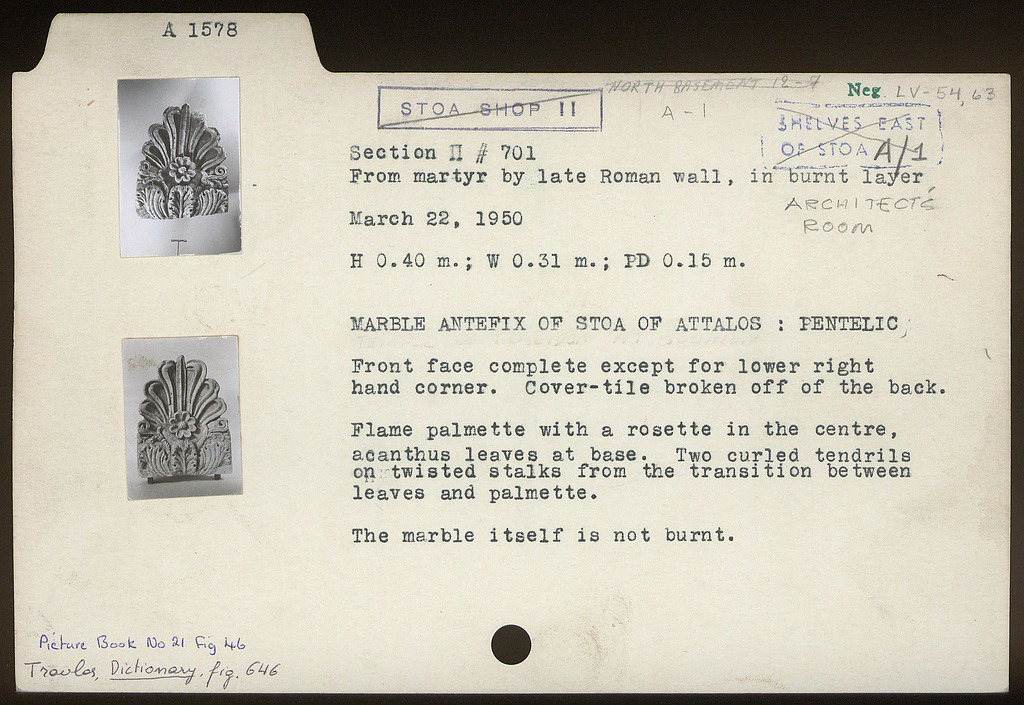 A 1578
NORTH BASEMENT 12-7
Neg. LV-54, 63
STOA SHOP II
A-1
SHELVES EAST
OF STOA A/1
Section Π # 701
From martyr by late Roman wall, in burnt layer,
ARCHITECT'S
ROOM
March 22, 1950
H 0.40 m.; W 0.31 m.; PD 0.15 m.
MARBLE ANTEFIX OF STOA OF ATTALOS : PENTELIC,
Front face complete except for lower right
hand corner. Cover-tile broken off of the back.
Flame palmette with a rosette in the centre,
acanthus leaves at base. Two curled tendrils
on twisted stalks from the transition between
leaves and palmette.
The marble itself is not burnt.
Picture Book No 21 Fig 46
Travlos, Dictionary, fig. 646